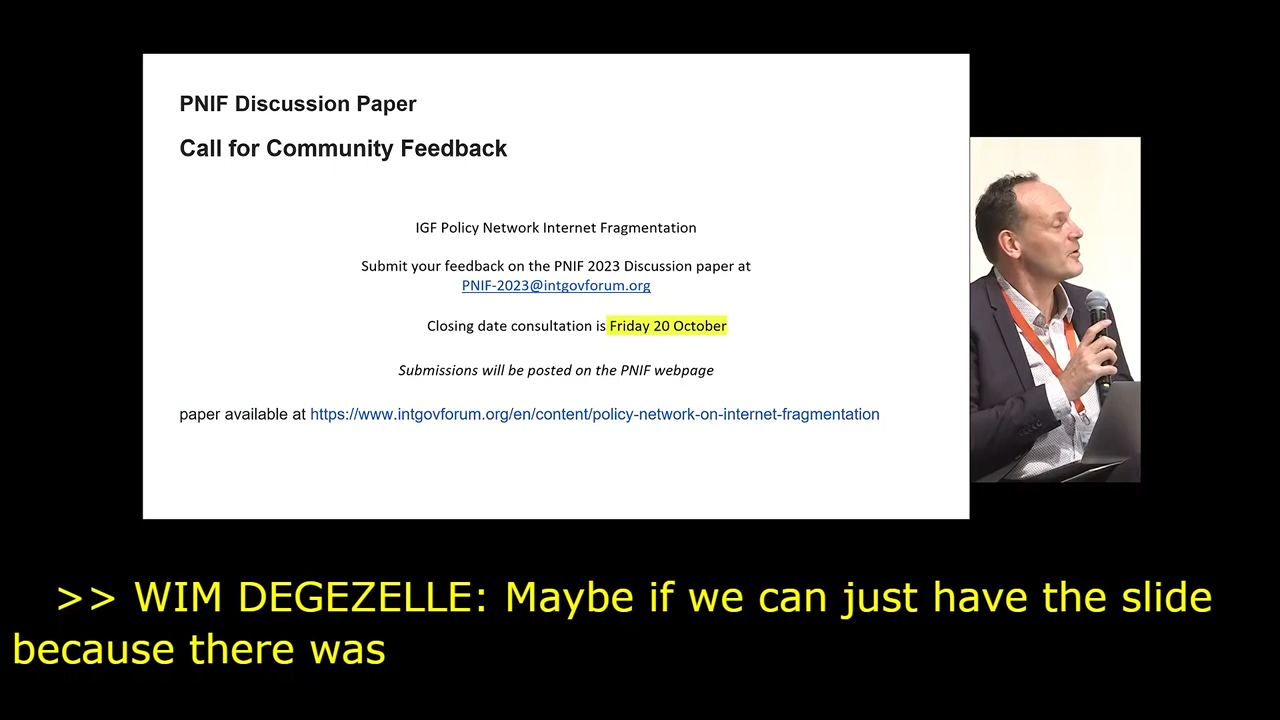 PNIF Discussion Paper
Call for Community Feedback
IGF Policy Network Internet Fragmentation
Submit your feedback on the PNIF 2023 Discussion paper at
PNIF-2023@intgovforum.org
Closing date consultation is Friday 20 October
Submissions will be posted on the PNIF webpage
paper available at https://www.intgovforum.org/en/content/policy-network-on-internet-fragmentation
>> WIM DEGEZELLE: Maybe if we can just have the slide
because there was